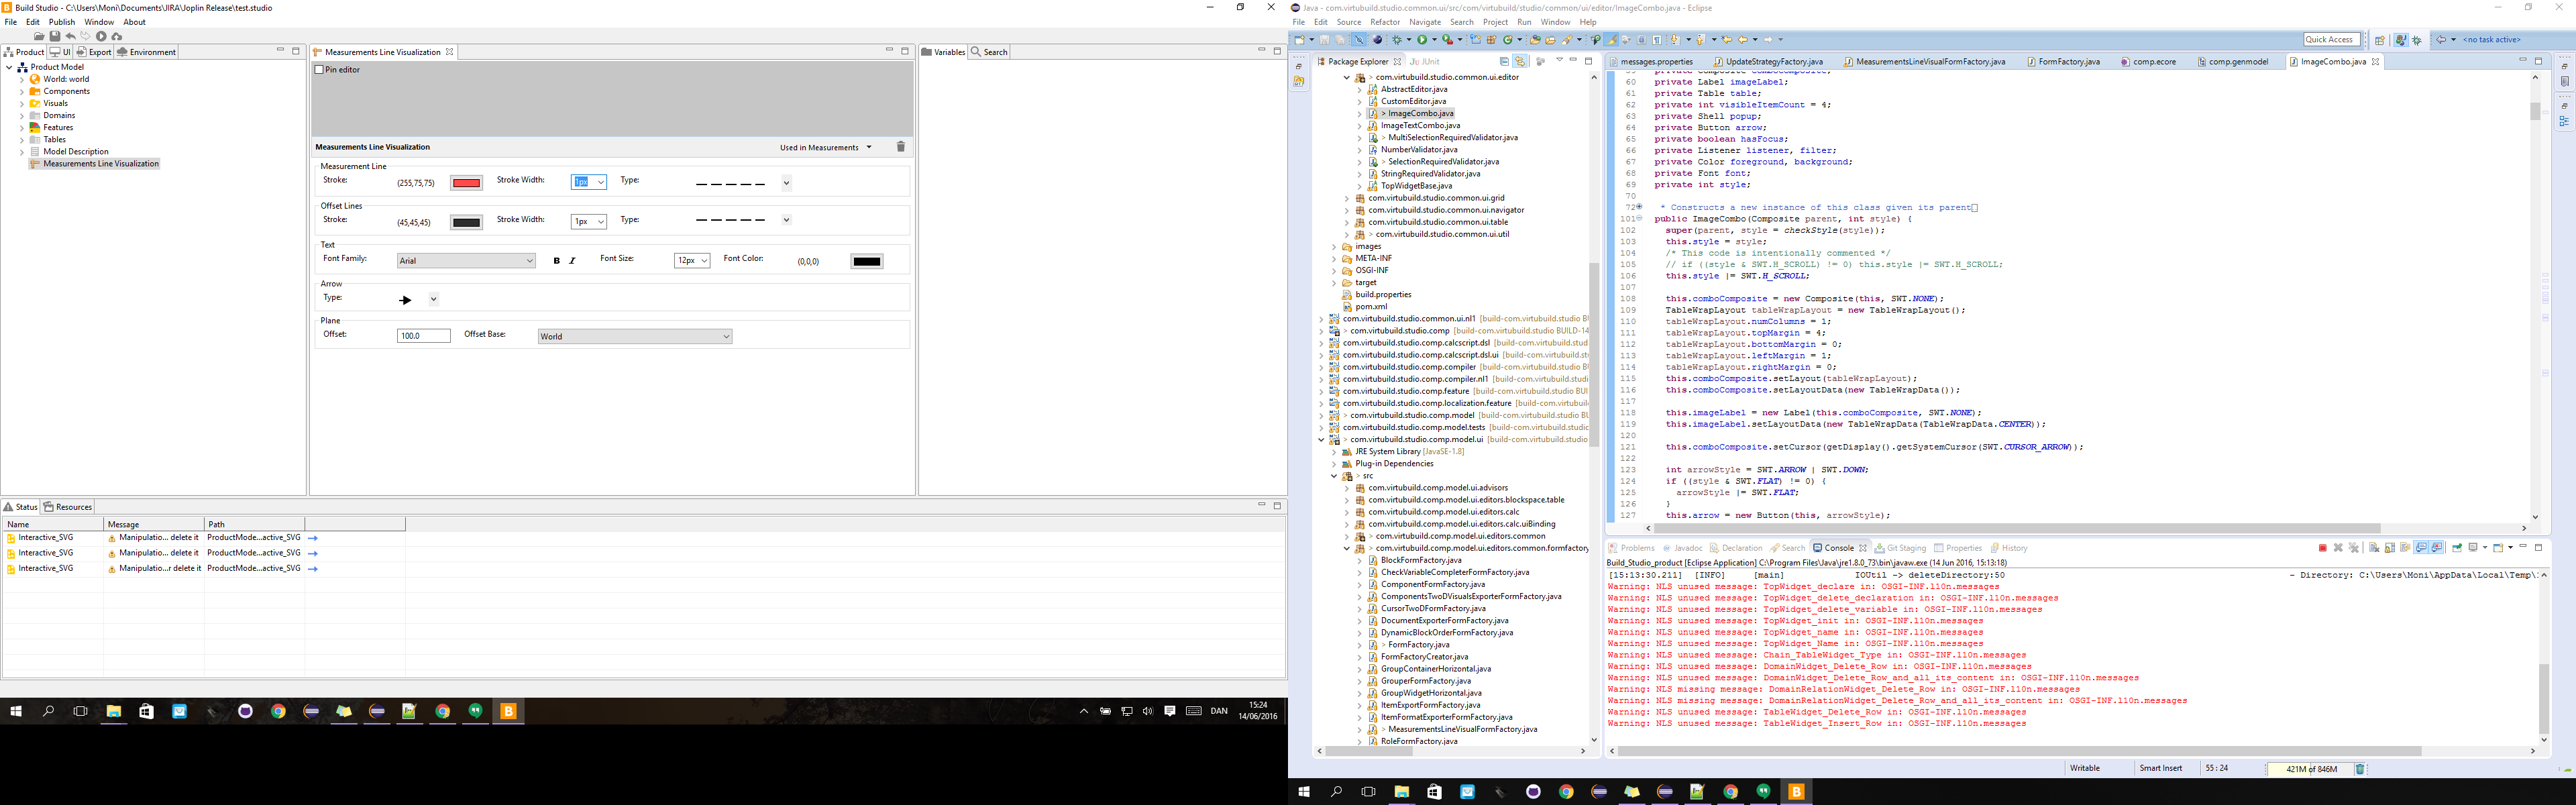 Build Studio - C:\Users\Moni\Documents\JIRA\Joplin Release\test.studio
File Edit Publish Window About
Product UI Export Environment
Product Model
World: world
Components
Visuals
Domains
Features
Tables
Model Description
Measurements Line Visualization
Measurements Line Visualization
Pin editor
Measurements Line Visualization Used in Measurements
Measurement Line
Stroke: (255,75,75) Stroke Width: 1px Type:
Offset Lines
Stroke: (45,45,45) Stroke Width: 1px Type:
Text
Font Family: Arial B I Font Size: 12px Font Color: (0,0,0)
Arrow
Type:
Plane
Offset: 100.0 Offset Base: World
Variables Search
Status Resources
Name Message Path
Interactive_SVG Manipulatio... delete it ProductMode...active_SVG
Interactive_SVG Manipulatio... delete it ProductMode...active_SVG
Interactive_SVG Manipulatio...r delete it ProductMode...active_SVG
DAN 15:24
14/06/2016
Java - com.virtubuild.studio.common.ui/src/com/virtubuild/studio/common/ui/editor/ImageCombo.java - Eclipse
File Edit Source Refactor Navigate Search Project Run Window Help
Quick Access <no task active>
Package Explorer JUnit
> com.virtubuild.studio.common.ui.editor
AbstractEditor.java
CustomEditor.java
> ImageCombo.java
ImageTextCombo.java
> MultiSelectionRequiredValidator.java
NumberValidator.java
> SelectionRequiredValidator.java
StringRequiredValidator.java
TopWidgetBase.java
com.virtubuild.studio.common.ui.grid
com.virtubuild.studio.common.ui.navigator
com.virtubuild.studio.common.ui.table
> com.virtubuild.studio.common.ui.util
images
META-INF
OSGI-INF
target
build.properties
pom.xml
com.virtubuild.studio.common.ui.nl1 [build-com.virtubuild.studio B
> com.virtubuild.studio.comp [build-com.virtubuild.studio BUILD-14
com.virtubuild.studio.comp.calcscript.dsl [build-com.virtubuild.stud
com.virtubuild.studio.comp.calcscript.dsl.ui [build-com.virtubuild.st
com.virtubuild.studio.comp.compiler [build-com.virtubuild.studio B
com.virtubuild.studio.comp.compiler.nl1 [build-com.virtubuild.studi
com.virtubuild.studio.comp.feature [build-com.virtubuild.studio BUI
com.virtubuild.studio.comp.localization.feature [build-com.virtubuild
> com.virtubuild.studio.comp.model [build-com.virtubuild.studio BU
com.virtubuild.studio.comp.model.tests [build-com.virtubuild.studic
> com.virtubuild.studio.comp.model.ui [build-com.virtubuild.studio
JRE System Library [JavaSE-1.8]
Plug-in Dependencies
> src
com.virtubuild.comp.model.ui.advisors
com.virtubuild.comp.model.ui.editors.blockspace.table
com.virtubuild.comp.model.ui.editors.calc
com.virtubuild.comp.model.ui.editors.calc.uiBinding
> com.virtubuild.comp.model.ui.editors.common
> com.virtubuild.comp.model.ui.editors.common.formfactory
BlockFormFactory.java
CheckVariableCompleterFormFactory.java
ComponentFormFactory.java
ComponentsTwoDVisualsExporterFormFactory.java
CursorTwoDFormFactory.java
DocumentExporterFormFactory.java
DynamicBlockOrderFormFactory.java
> FormFactory.java
FormFactoryCreator.java
GroupContainerHorizontal.java
GrouperFormFactory.java
GroupWidgetHorizontal.java
ItemExportFormFactory.java
ItemFormatExporterFormFactory.java
> MeasurementsLineVisualFormFactory.java
RoleFormFactory.java
messages.properties UpdateStrategyFactory.java MeasurementsLineVisualFormFactory.java FormFactory.java comp.ecore comp.genmodel ImageCombo.java
60 private Label imageLabel;
61 private Table table;
62 private int visibleItemCount = 4;
63 private Shell popup;
64 private Button arrow;
65 private boolean hasFocus;
66 private Listener listener, filter;
67 private Color foreground, background;
68 private Font font;
69 private int style;
70
72 * Constructs a new instance of this class given its parent
101 public ImageCombo(Composite parent, int style) {
102 super(parent, style = checkStyle(style));
103 this.style = style;
104 /* This code is intentionally commented */
105 // if ((style & SWT.H_SCROLL) != 0) this.style |= SWT.H_SCROLL;
106 this.style |= SWT.H_SCROLL;
107
108 this.comboComposite = new Composite(this, SWT.NONE);
109 TableWrapLayout tableWrapLayout = new TableWrapLayout();
110 tableWrapLayout.numColumns = 1;
111 tableWrapLayout.topMargin = 4;
112 tableWrapLayout.bottomMargin = 0;
113 tableWrapLayout.leftMargin = 1;
114 tableWrapLayout.rightMargin = 0;
115 this.comboComposite.setLayout(tableWrapLayout);
116 this.comboComposite.setLayoutData(new TableWrapData());
117
118 this.imageLabel = new Label(this.comboComposite, SWT.NONE);
119 this.imageLabel.setLayoutData(new TableWrapData(TableWrapData.CENTER));
120
121 this.comboComposite.setCursor(getDisplay().getSystemCursor(SWT.CURSOR_ARROW));
122
123 int arrowStyle = SWT.ARROW | SWT.DOWN;
124 if ((style & SWT.FLAT) != 0) {
125 arrowStyle |= SWT.FLAT;
126 }
127 this.arrow = new Button(this, arrowStyle);
Problems Javadoc Declaration Search Console Git Staging Properties History
Build_Studio_product [Eclipse Application] C:\Program Files\Java\jre1.8.0_73\bin\javaw.exe (14 Jun 2016, 15:13:18)
[15:13:30.211] [INFO] [main] IOUtil -> deleteDirectory:50 - Directory: C:\Users\Moni\AppData\Local\Temp\
Warning: NLS unused message: TopWidget_declare in: OSGI-INF.l10n.messages
Warning: NLS unused message: TopWidget_delete_declaration in: OSGI-INF.l10n.messages
Warning: NLS unused message: TopWidget_delete_variable in: OSGI-INF.l10n.messages
Warning: NLS unused message: TopWidget_init in: OSGI-INF.l10n.messages
Warning: NLS unused message: TopWidget_name in: OSGI-INF.l10n.messages
Warning: NLS unused message: TopWidget_Name in: OSGI-INF.l10n.messages
Warning: NLS unused message: Chain_TableWidget_Type in: OSGI-INF.l10n.messages
Warning: NLS unused message: DomainWidget_Delete_Row in: OSGI-INF.l10n.messages
Warning: NLS unused message: DomainWidget_Delete_Row_and_all_its_content in: OSGI-INF.l10n.messages
Warning: NLS missing message: DomainRelationWidget_Delete_Row in: OSGI-INF.l10n.messages
Warning: NLS missing message: DomainRelationWidget_Delete_Row_and_all_its_content in: OSGI-INF.l10n.messages
Warning: NLS unused message: TableWidget_Delete_Row in: OSGI-INF.l10n.messages
Warning: NLS unused message: TableWidget_Insert_Row in: OSGI-INF.l10n.messages
Writable Smart Insert 55 : 24 421M of 846M